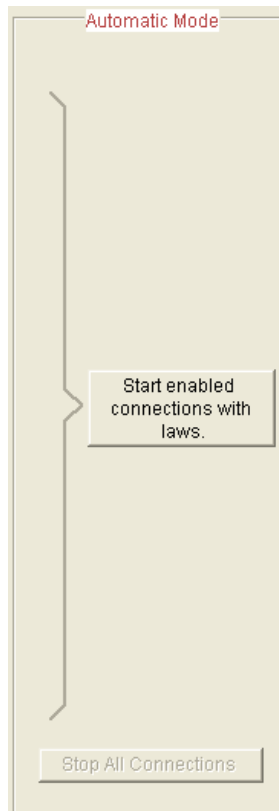 Automatic Mode
Start enabled
connections with
laws.
Stop All Connections